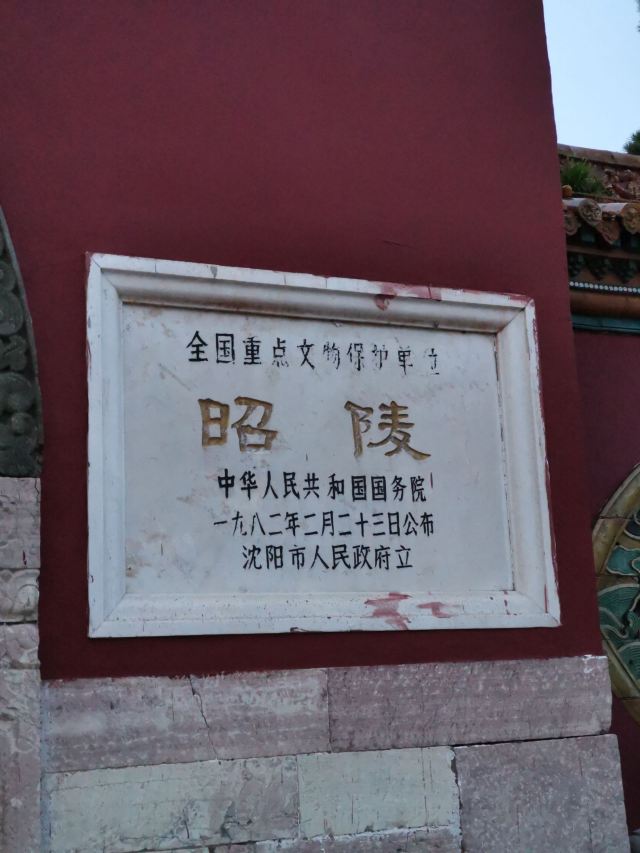 全国重点文物保护单位
昭陵
中华人民共和国国务院
一九八二年二月二十三日公布
沈阳市人民政府立